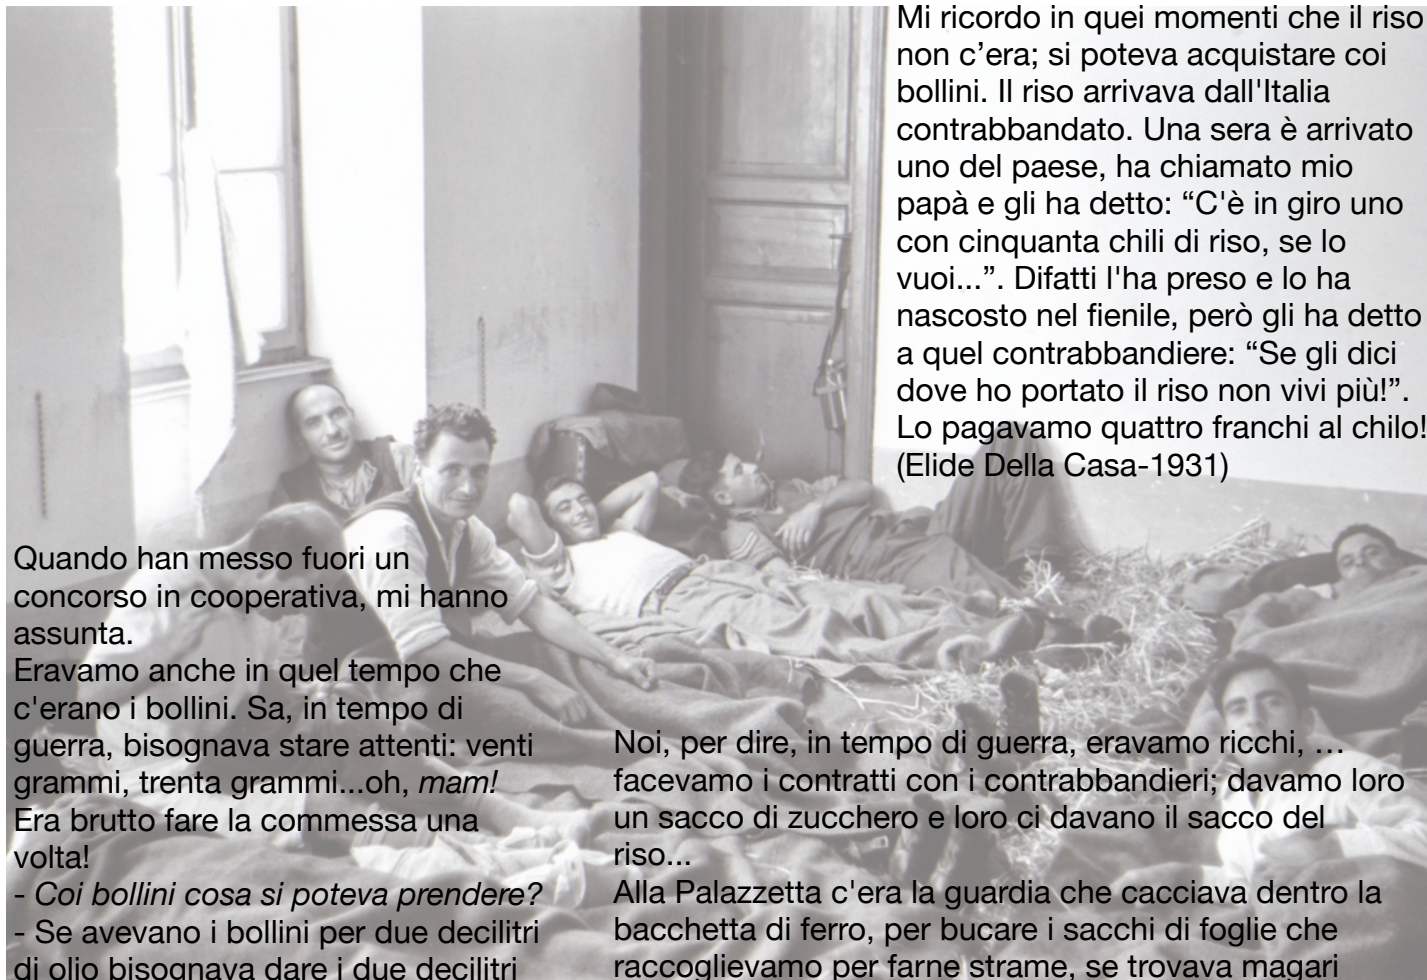 Mi ricordo in quei momenti che il riso
non c’era; si poteva acquistare coi
bollini. Il riso arrivava dall'Italia
contrabbandato. Una sera è arrivato
uno del paese, ha chiamato mio
papà e gli ha detto: “C'è in giro uno
con cinquanta chili di riso, se lo
vuoi...”. Difatti l'ha preso e lo ha
nascosto nel fienile, però gli ha detto
a quel contrabbandiere: “Se gli dici
dove ho portato il riso non vivi più!”.
Lo pagavamo quattro franchi al chilo!
(Elide Della Casa-1931)
Quando han messo fuori un
concorso in cooperativa, mi hanno
assunta.
Eravamo anche in quel tempo che
c'erano i bollini. Sa, in tempo di
guerra, bisognava stare attenti: venti
grammi, trenta grammi...oh, mam!
Era brutto fare la commessa una
volta!
- Coi bollini cosa si poteva prendere?
- Se avevano i bollini per due decilitri
di olio bisognava dare i due decilitri
Noi, per dire, in tempo di guerra, eravamo ricchi, …
facevamo i contratti con i contrabbandieri; davamo loro
un sacco di zucchero e loro ci davano il sacco del
riso...
Alla Palazzetta c'era la guardia che cacciava dentro la
bacchetta di ferro, per bucare i sacchi di foglie che
raccoglievamo per farne strame, se trovava magari